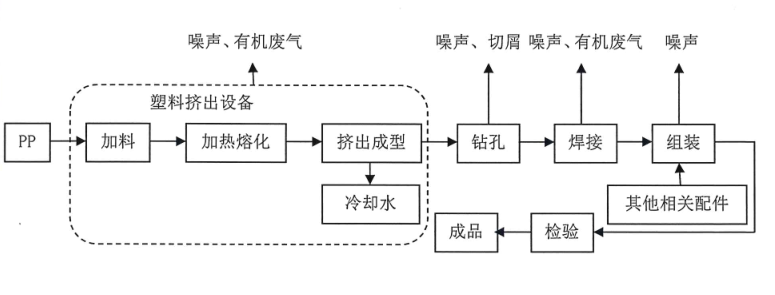 噪声、有机废气
噪声、切屑
噪声、有机废气
噪声
塑料挤出设备
PP
加料
加热熔化
挤出成型
钻孔
焊接
组装
冷却水
其他相关配件
成品
检验